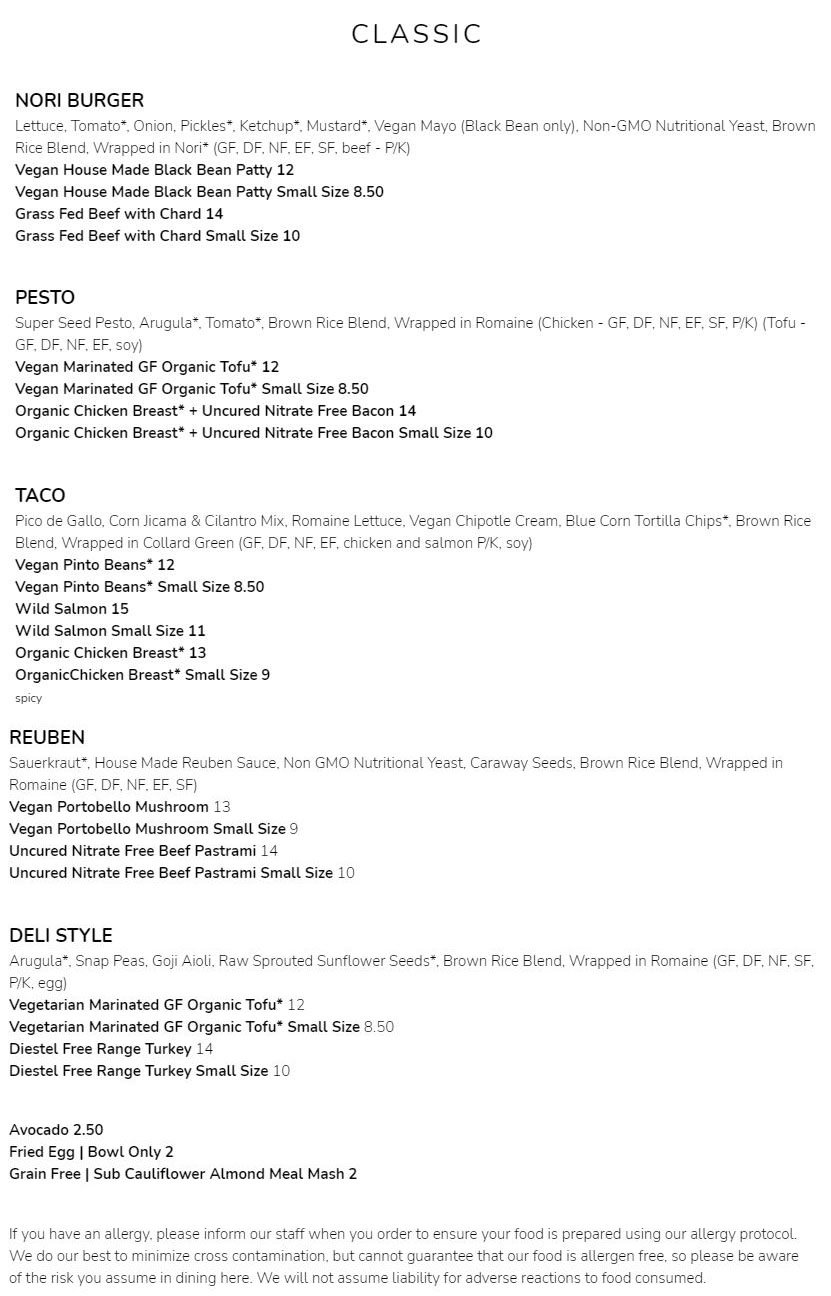 CLASSIC
NORI BURGER
Lettuce, Tomato*, Onion, Pickles*, Ketchup*, Mustard*, Vegan Mayo (Black Bean only), Non-GMO Nutritional Yeast, Brown
Rice Blend, Wrapped in Nori* (GF, DF, NF, EF, SF, beef - P/K)
Vegan House Made Black Bean Patty 12
Vegan House Made Black Bean Patty Small Size 8.50
Grass Fed Beef with Chard 14
Grass Fed Beef with Chard Small Size 10
PESTO
Super Seed Pesto, Arugula*, Tomato*, Brown Rice Blend, Wrapped in Romaine (Chicken - GF, DF, NF, EF, SF, P/K) (Tofu -
GF, DF, NF, EF, soy)
Vegan Marinated GF Organic Tofu* 12
Vegan Marinated GF Organic Tofu* Small Size 8.50
Organic Chicken Breast* + Uncured Nitrate Free Bacon 14
Organic Chicken Breast* + Uncured Nitrate Free Bacon Small Size 10
TACO
Pico de Gallo, Corn Jicama & Cilantro Mix, Romaine Lettuce, Vegan Chipotle Cream, Blue Corn Tortilla Chips*, Brown Rice
Blend, Wrapped in Collard Green (GF, DF, NF, EF, chicken and salmon P/K, soy)
Vegan Pinto Beans* 12
Vegan Pinto Beans* Small Size 8.50
Wild Salmon 15
Wild Salmon Small Size 11
Organic Chicken Breast* 13
OrganicChicken Breast* Small Size 9
spicy
REUBEN
Sauerkraut*, House Made Reuben Sauce, Non GMO Nutritional Yeast, Caraway Seeds, Brown Rice Blend, Wrapped in
Romaine (GF, DF, NF, EF, SF)
Vegan Portobello Mushroom 13
Vegan Portobello Mushroom Small Size 9
Uncured Nitrate Free Beef Pastrami 14
Uncured Nitrate Free Beef Pastrami Small Size 10
DELI STYLE
Arugula*, Snap Peas, Goji Aioli, Raw Sprouted Sunflower Seeds*, Brown Rice Blend, Wrapped in Romaine (GF, DF, NF, SF,
P/K, egg)
Vegetarian Marinated GF Organic Tofu* 12
Vegetarian Marinated GF Organic Tofu* Small Size 8.50
Diestel Free Range Turkey 14
Diestel Free Range Turkey Small Size 10
Avocado 2.50
Fried Egg | Bowl Only 2
Grain Free | Sub Cauliflower Almond Meal Mash 2
If you have an allergy, please inform our staff when you order to ensure your food is prepared using our allergy protocol.
We do our best to minimize cross contamination, but cannot guarantee that our food is allergen free, so please be aware
of the risk you assume in dining here. We will not assume liability for adverse reactions to food consumed.